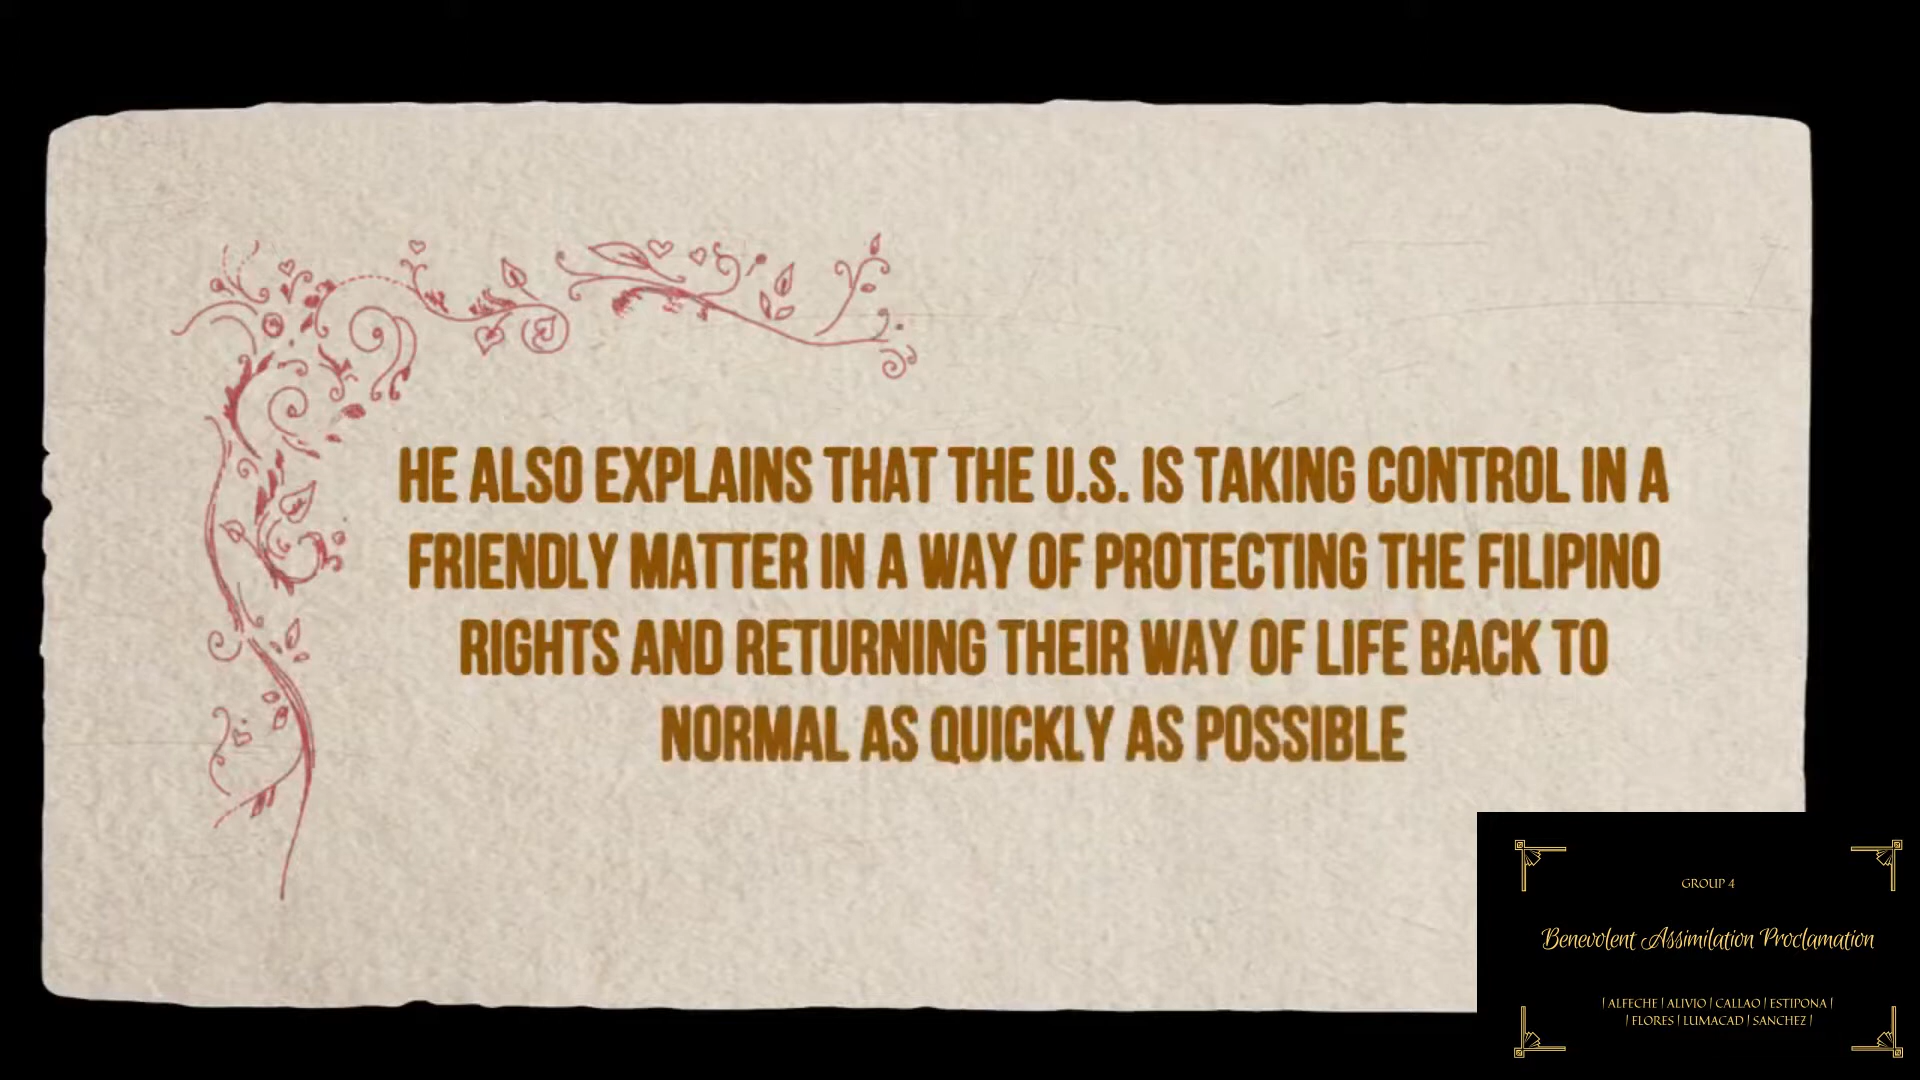 HE ALSO EXPLAINS THAT THE U.S. IS TAKING CONTROL IN A
FRIENDLY MATTER IN A WAY OF PROTECTING THE FILIPINO
RIGHTS AND RETURNING THEIR WAY OF LIFE BACK TO
NORMAL AS QUICKLY AS POSSIBLE
GROUP 4
Benevolent Assimilation Proclamation
| ALFECHE | ALIVIO | CALLAO | ESTIPONA |
| FLORES | LUMACAD | SANCHEZ |